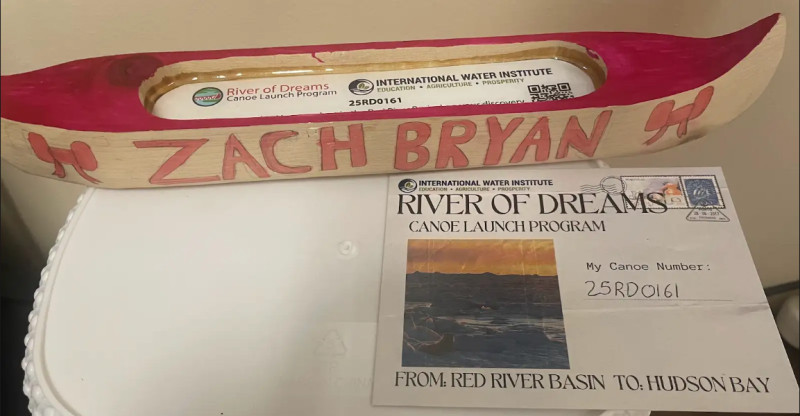 River of Dreams
Canoe Launch Program
INTERNATIONAL WATER INSTITUTE
EDUCATION • AGRICULTURE • PROSPERITY
25RD0161
discovery
ZACH BRYAN
INTERNATIONAL WATER INSTITUTE
EDUCATION • AGRICULTURE • PROSPERITY
RIVER OF DREAMS
CANOE LAUNCH PROGRAM
My Canoe Number:
25RD0161
FROM: RED RIVER BASIN TO: HUDSON BAY